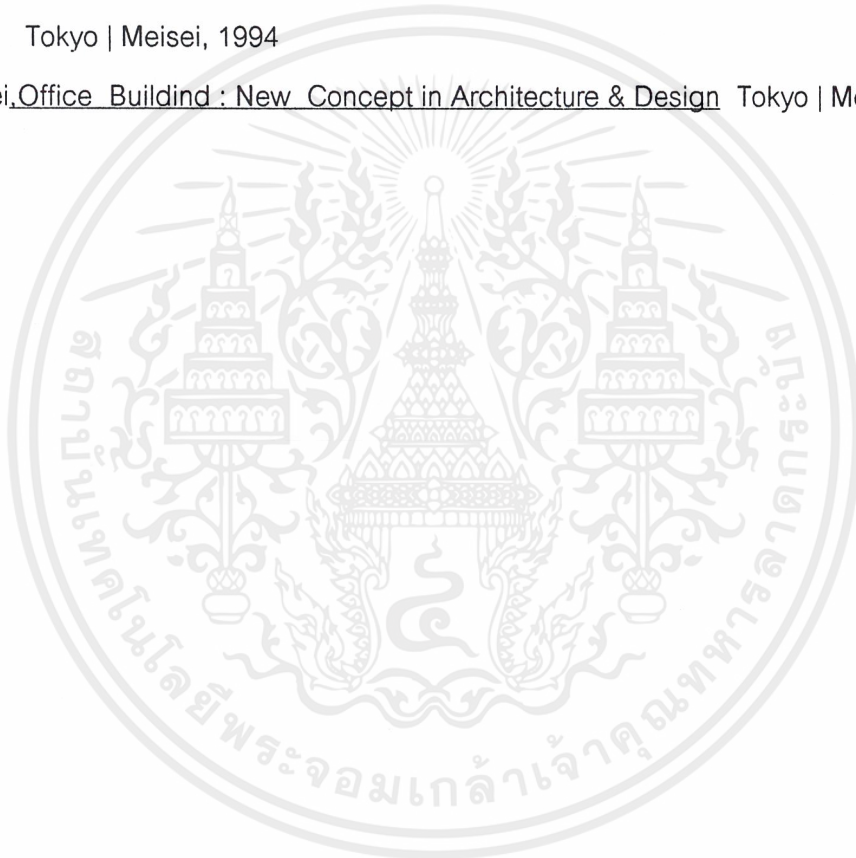 Tokyo | Meisei, 1994
ei,Office Buildind : New Concept in Architecture & Design Tokyo | Me
สถาบันเทคโนโลยีพระจอมเกล้าเจ้าคุณทหารลาดกระบัง